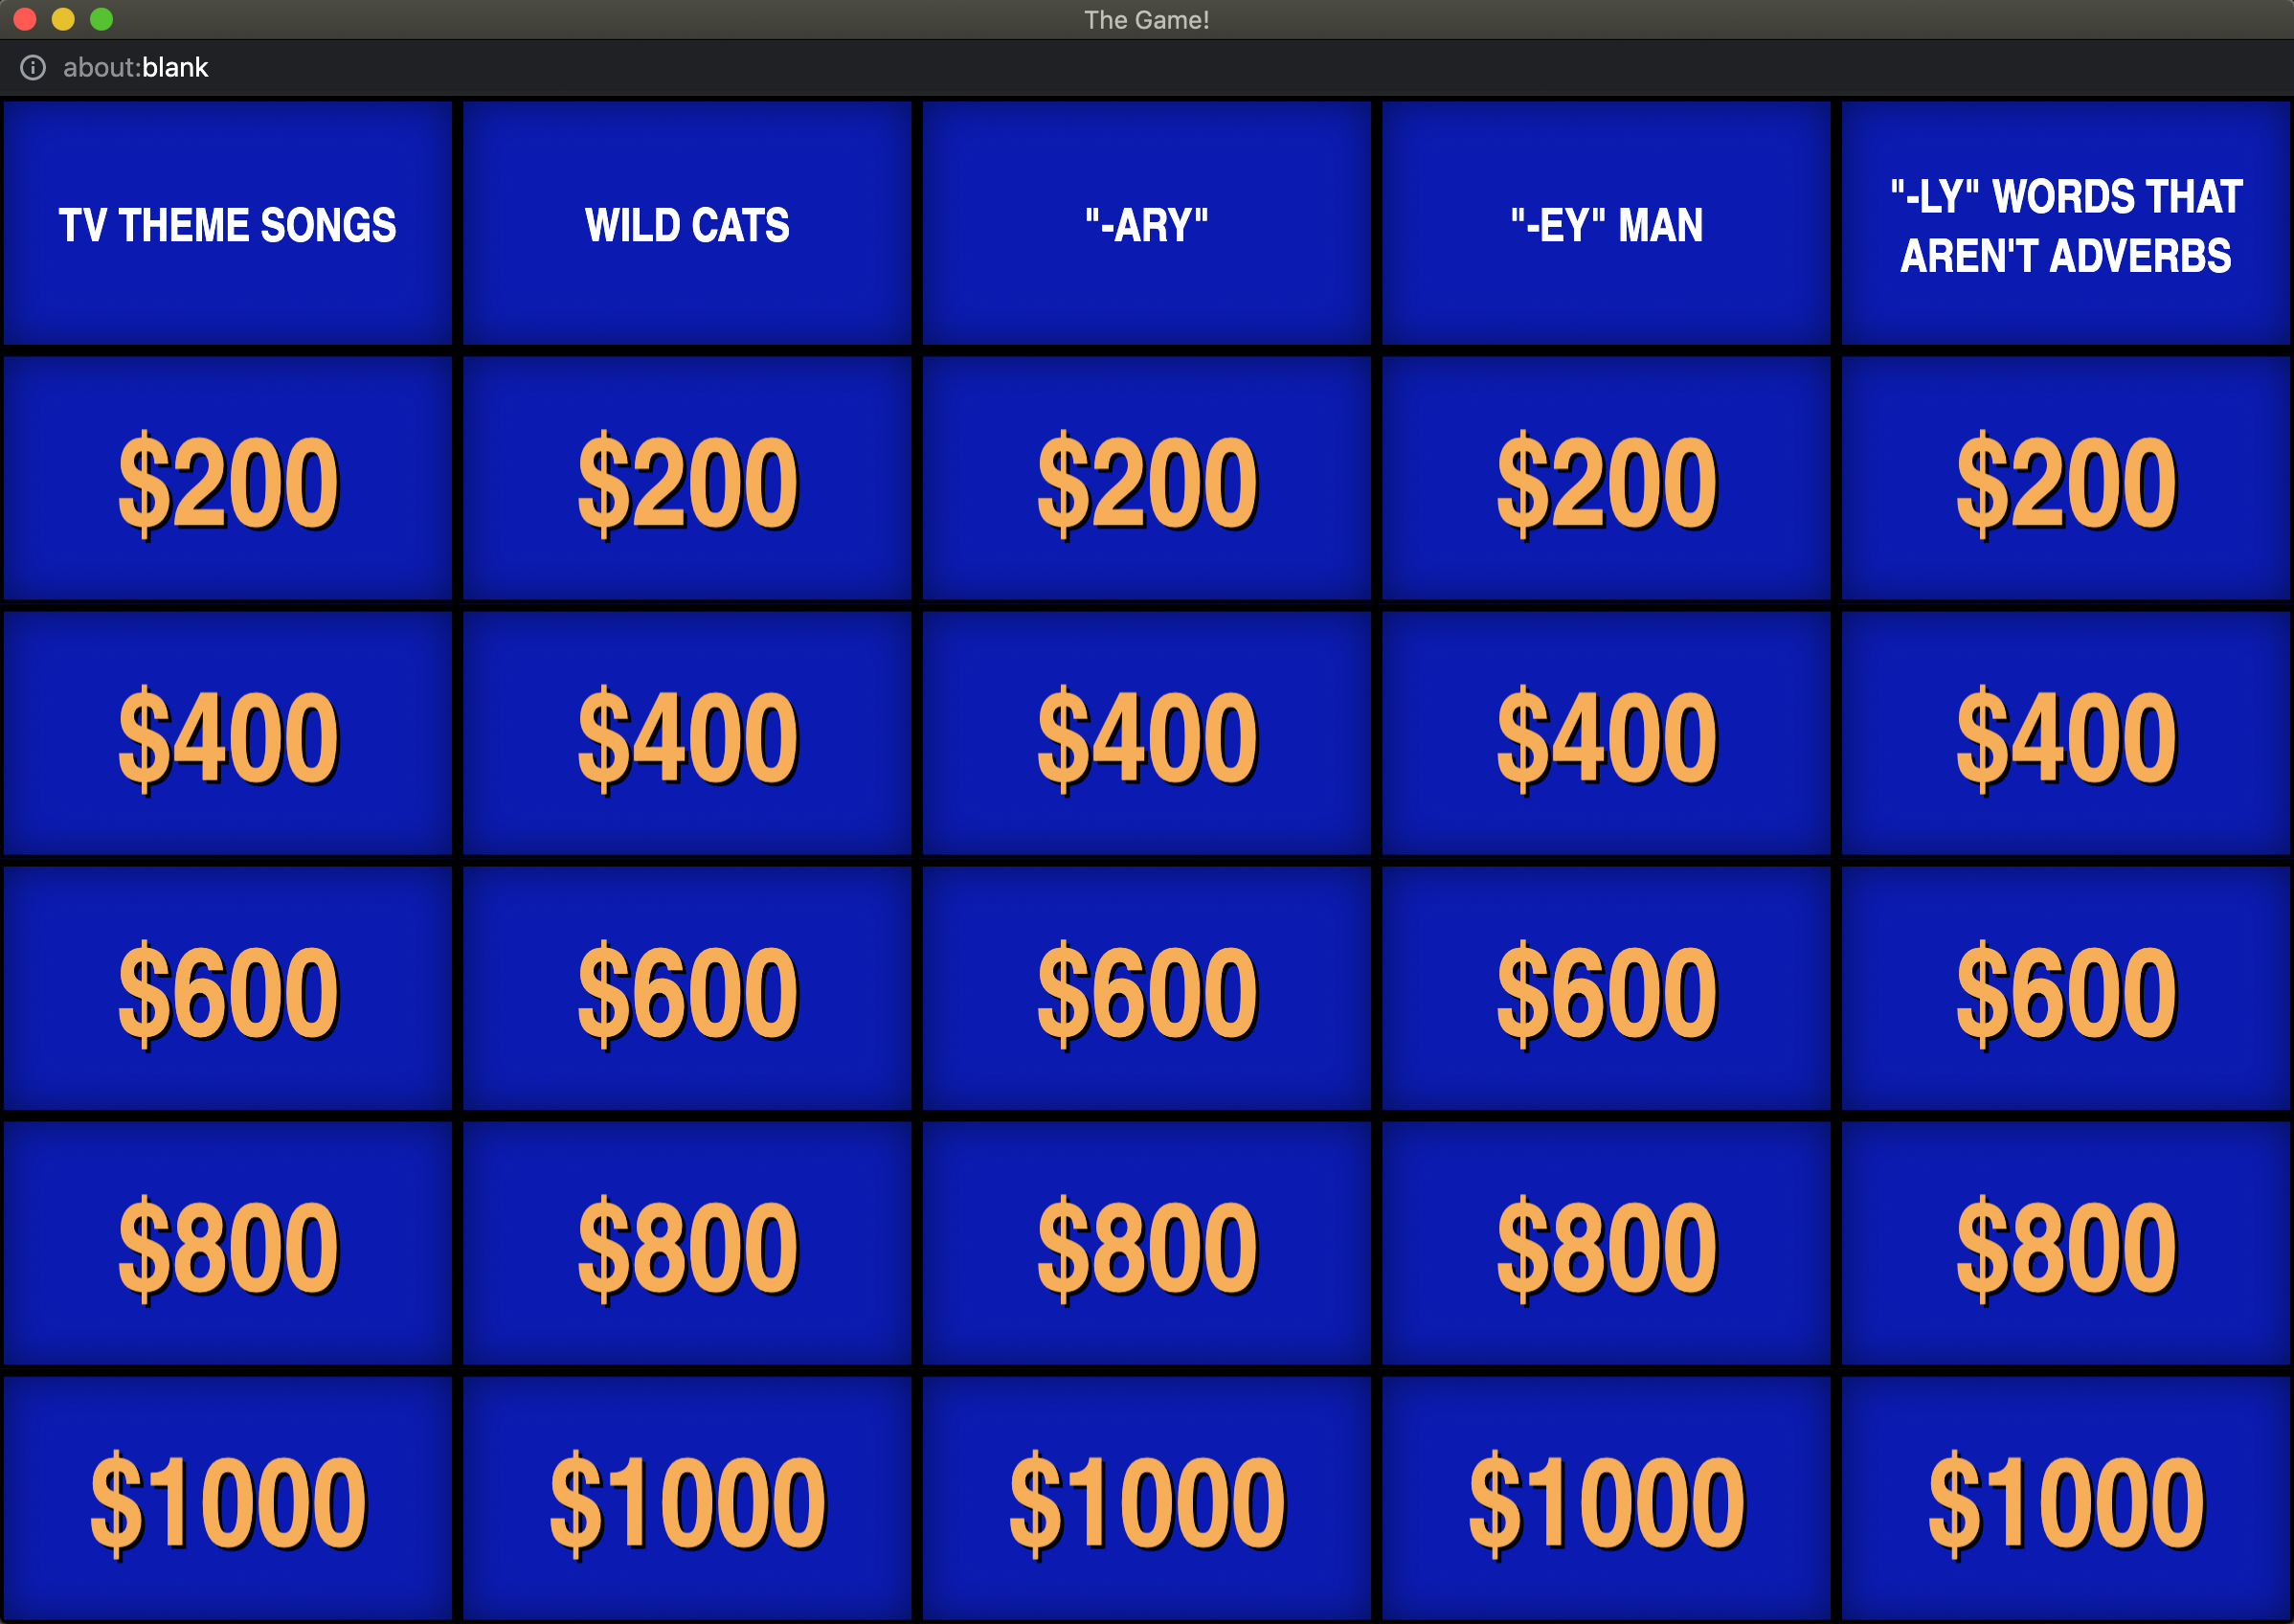 The Game!
about:blank
TV THEME SONGS
WILD CATS
"-ARY"
"-EY" MAN
"-LY" WORDS THAT
AREN'T ADVERBS
$200 $200 $200 $200 $200
$400 $400 $400 $400 $400
$600 $600 $600 $600 $600
$800 $800 $800 $800 $800
$1000 $1000 $1000 $1000 $1000